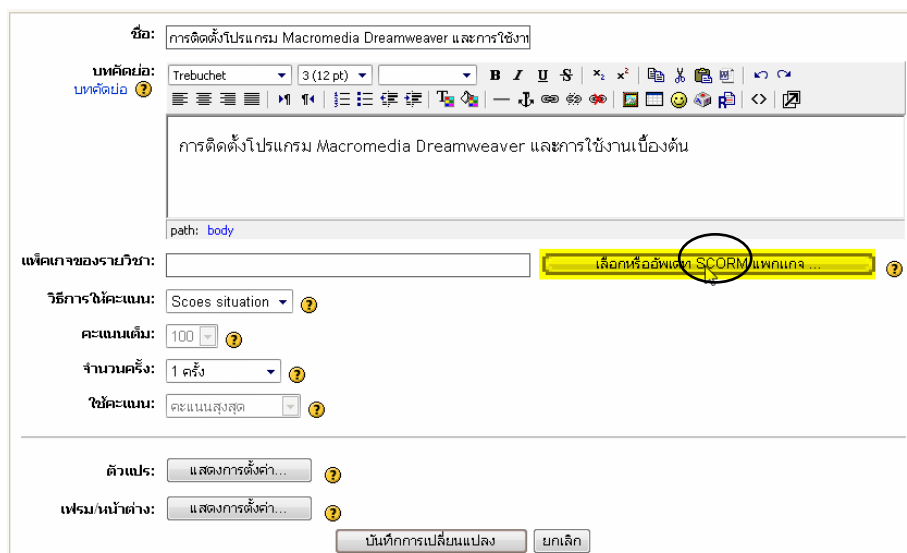 ชื่อ: การติดตั้งโปรแกรม Macromedia Dreamweaver และการใช้งา
บทคัดย่อ: Trebuchet 3 (12 pt) B I U S ×₂ ×²
บทคัดย่อ
การติดตั้งโปรแกรม Macromedia Dreamweaver และการใช้งานเบื้องต้น
path: body
แพ็คเกจของรายวิชา: เลือกหรืออัพเดท SCORM แพกแกจ ...
วิธีการให้คะแนน: Scoes situation
คะแนนเต็ม: 100
จำนวนครั้ง: 1 ครั้ง
ใช้คะแนน: คะแนนสูงสุด
ตัวแปร: แสดงการตั้งค่า...
เฟรม/หน้าต่าง: แสดงการตั้งค่า...
บันทึกการเปลี่ยนแปลง ยกเลิก